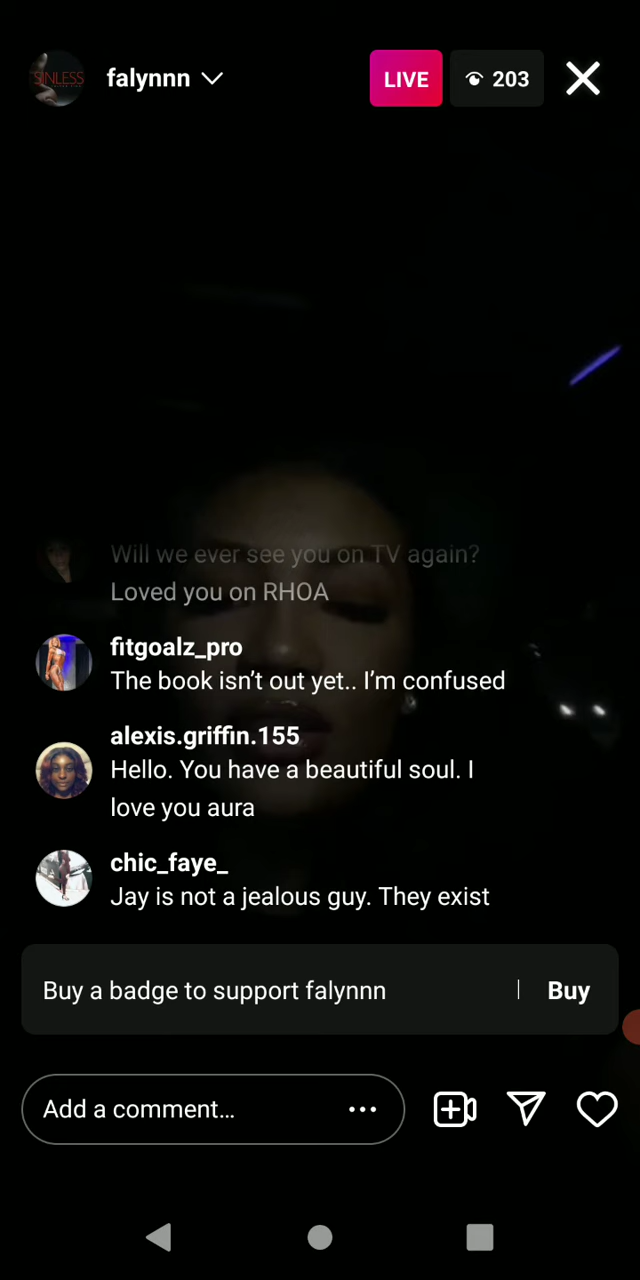 SINLESS
falynnn
LIVE
203
Will we ever see you on TV again?
Loved you on RHOA
fitgoalz_pro
The book isn’t out yet.. I’m confused
alexis.griffin.155
Hello. You have a beautiful soul. I
love you aura
chic_faye_
Jay is not a jealous guy. They exist
Buy a badge to support falynnn
Buy
Add a comment…